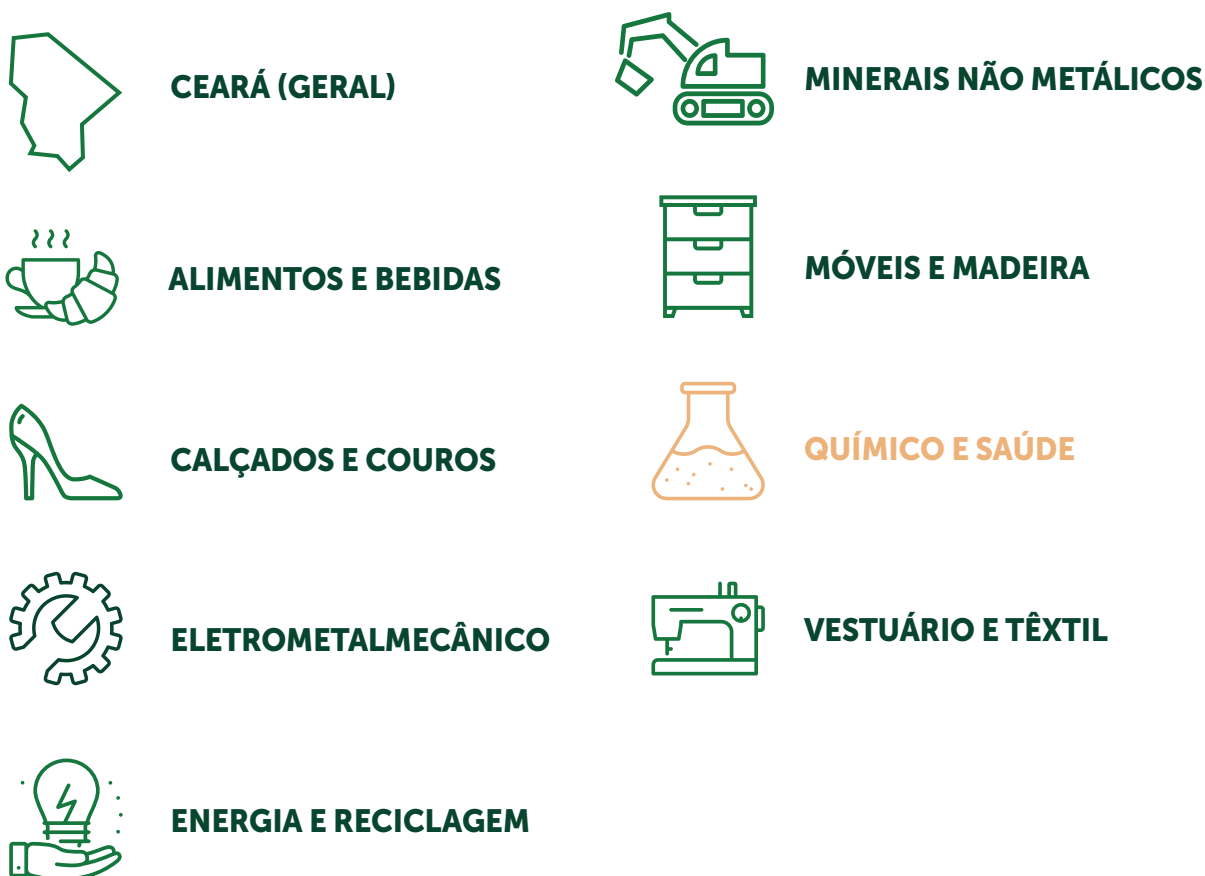 CEARÁ (GERAL)
ALIMENTOS E BEBIDAS
CALÇADOS E COUROS
ELETROMETALMECÂNICO
ENERGIA E RECICLAGEM
MINERAIS NÃO METÁLICOS
MÓVEIS E MADEIRA
QUÍMICO E SAÚDE
VESTUÁRIO E TÊXTIL